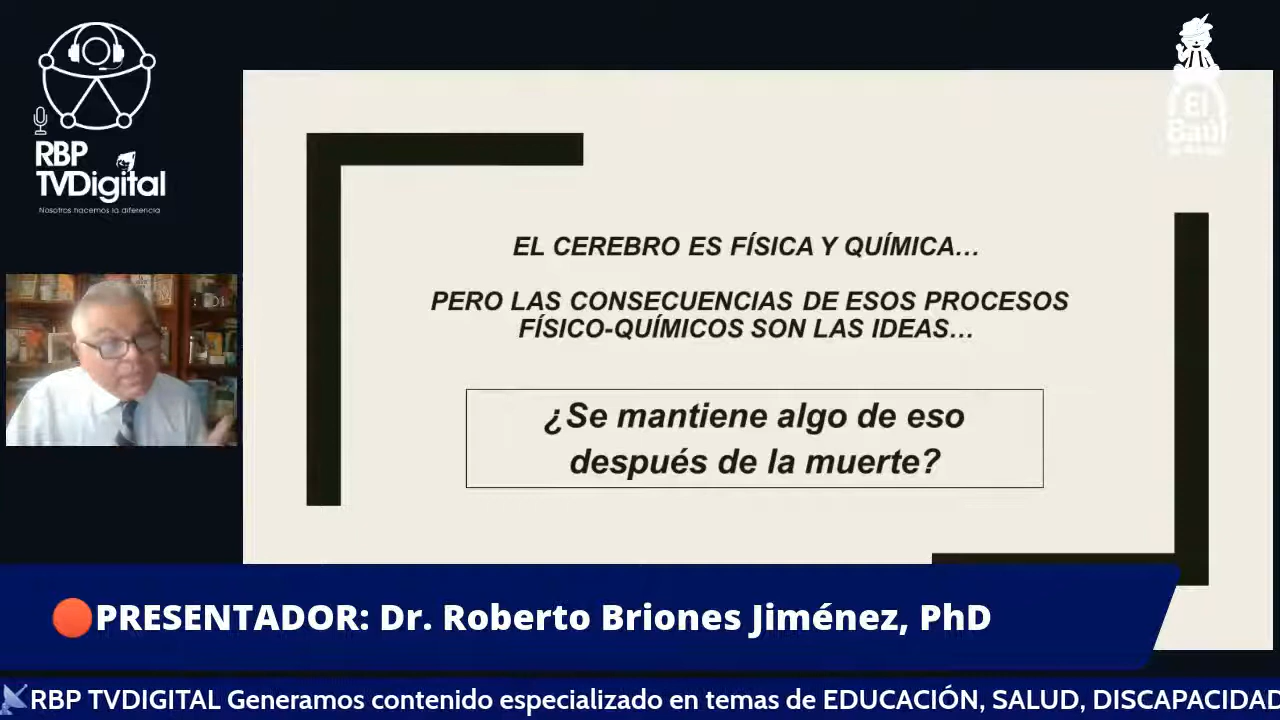 RBP
TVDigital
Nosotros hacemos la diferencia
El
Baúl
EL CEREBRO ES FÍSICA Y QUÍMICA…
PERO LAS CONSECUENCIAS DE ESOS PROCESOS
FÍSICO-QUÍMICOS SON LAS IDEAS…
¿Se mantiene algo de eso
después de la muerte?
PRESENTADOR: Dr. Roberto Briones Jiménez, PhD
RBP TVDIGITAL Generamos contenido especializado en temas de EDUCACIÓN, SALUD, DISCAPACIDAD